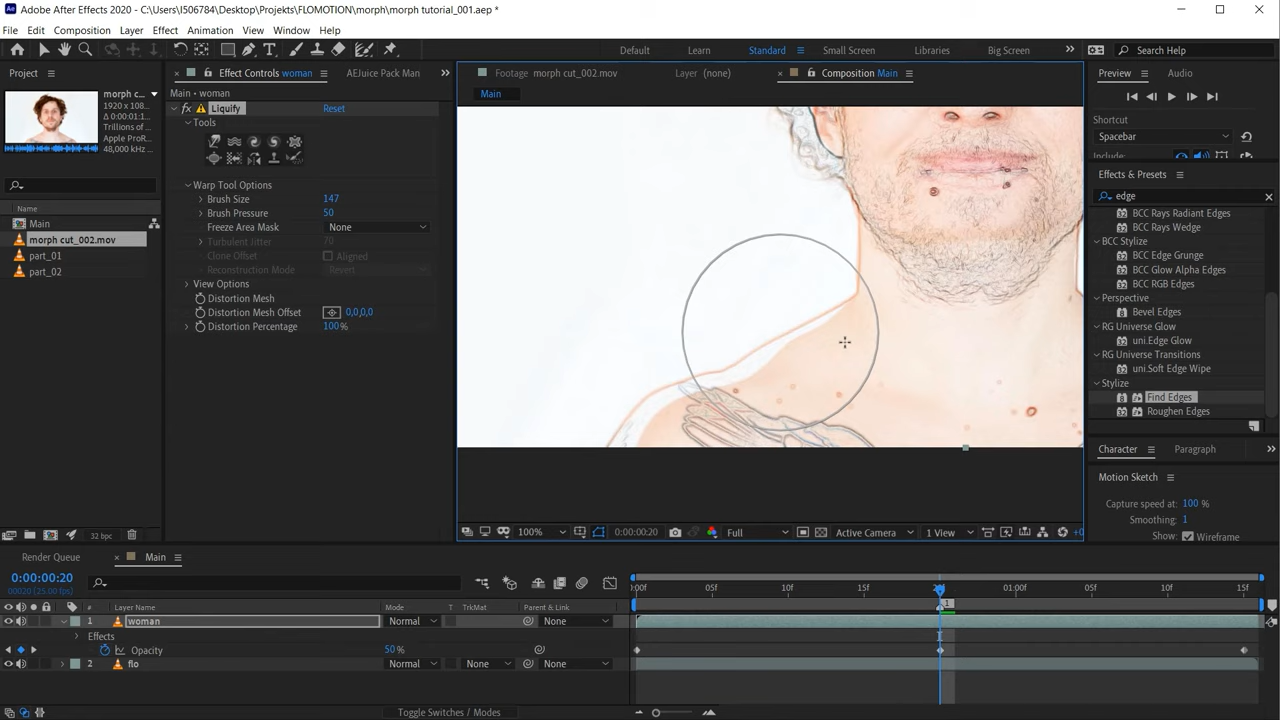 Adobe After Effects 2020 - C:\Users\I506784\Desktop\Projekts\FLOMOTION\morph\morph tutorial_001.aep *
File Edit Composition Layer Effect Animation View Window Help
Default Learn Standard Small Screen Libraries Big Screen Search Help
Project
Effect Controls woman
AEJuice Pack Man
Footage morph cut_002.mov
Layer (none)
Composition Main
Preview
Audio
Main
morph c...
1920 x 108...
Δ 0:00:01:1
Trillions of
Apple ProR
48,000 kHz
Name
Main
morph cut_002.mov
part_01
part_02
32 bpc
Main • woman
fx Liquify Reset
Tools
Warp Tool Options
Brush Size 147
Brush Pressure 50
Freeze Area Mask None
Turbulent Jitter 70
Clone Offset Aligned
Reconstruction Mode Revert
View Options
Distortion Mesh
Distortion Mesh Offset 0,0,0,0
Distortion Percentage 100%
100% 0:00:00:20 Full Active Camera 1 View +0
Shortcut
Spacebar
Include:
Effects & Presets
edge
BCC Rays Radiant Edges
BCC Rays Wedge
BCC Stylize
BCC Edge Grunge
BCC Glow Alpha Edges
BCC RGB Edges
Perspective
Bevel Edges
RG Universe Glow
uni.Edge Glow
RG Universe Transitions
uni.Soft Edge Wipe
Stylize
Find Edges
Roughen Edges
Character Paragraph
Motion Sketch
Capture speed at: 100 %
Smoothing: 1
Show: Wireframe
Render Queue Main
0:00:00:20
00020 (25.00 fps)
:00f 05f 10f 15f 01:00f 05f 10f 15f
# Layer Name Mode T TrkMat Parent & Link
1 woman Normal None
Effects
Opacity 50 %
2 flo Normal None None
Toggle Switches / Modes